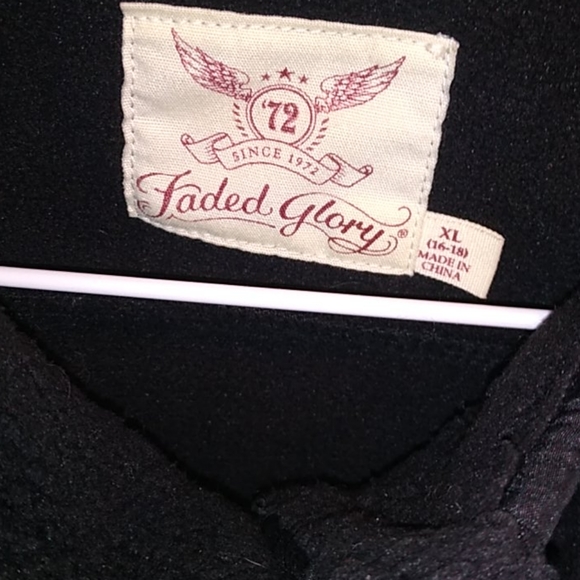 '72
SINCE 1972
Faded Glory®
XL
(16-18)
MADE IN
CHINA